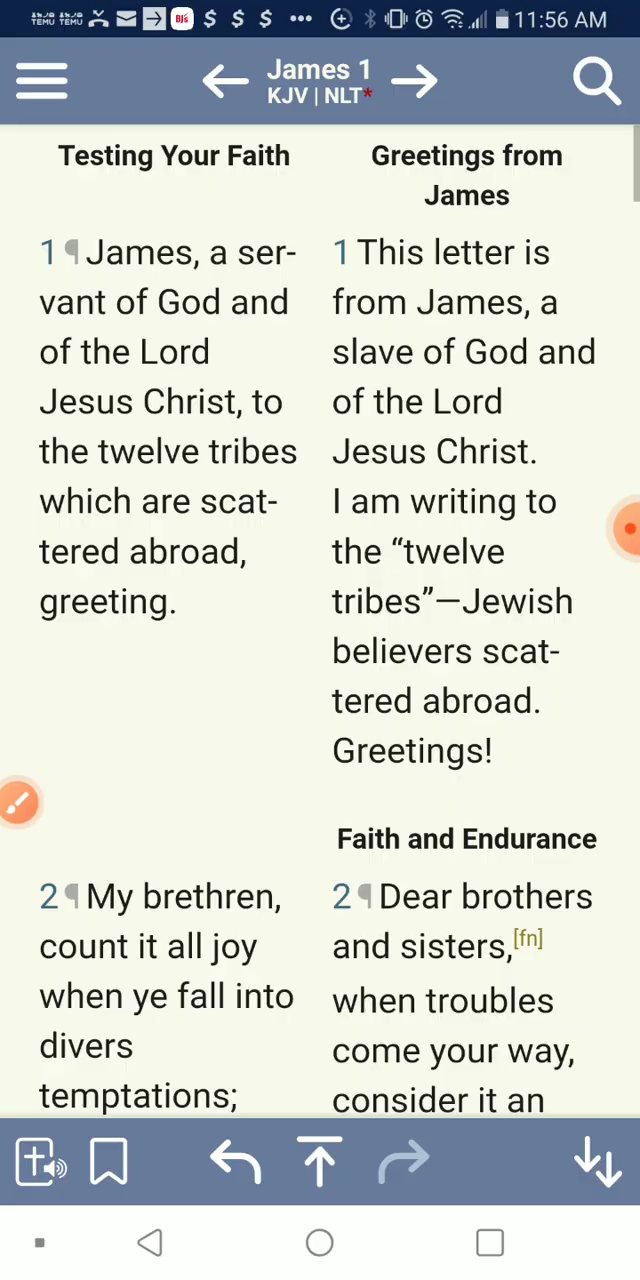 TEMU TEMU BJ's $ $ $ ••• 11:56 AM
James 1
KJV | NLT*
Testing Your Faith
1 ¶ James, a ser-
vant of God and
of the Lord
Jesus Christ, to
the twelve tribes
which are scat-
tered abroad,
greeting.
2 ¶ My brethren,
count it all joy
when ye fall into
divers
temptations;
Greetings from
James
1 This letter is
from James, a
slave of God and
of the Lord
Jesus Christ.
I am writing to
the “twelve
tribes”—Jewish
believers scat-
tered abroad.
Greetings!
Faith and Endurance
2 ¶ Dear brothers
and sisters,[fn]
when troubles
come your way,
consider it an